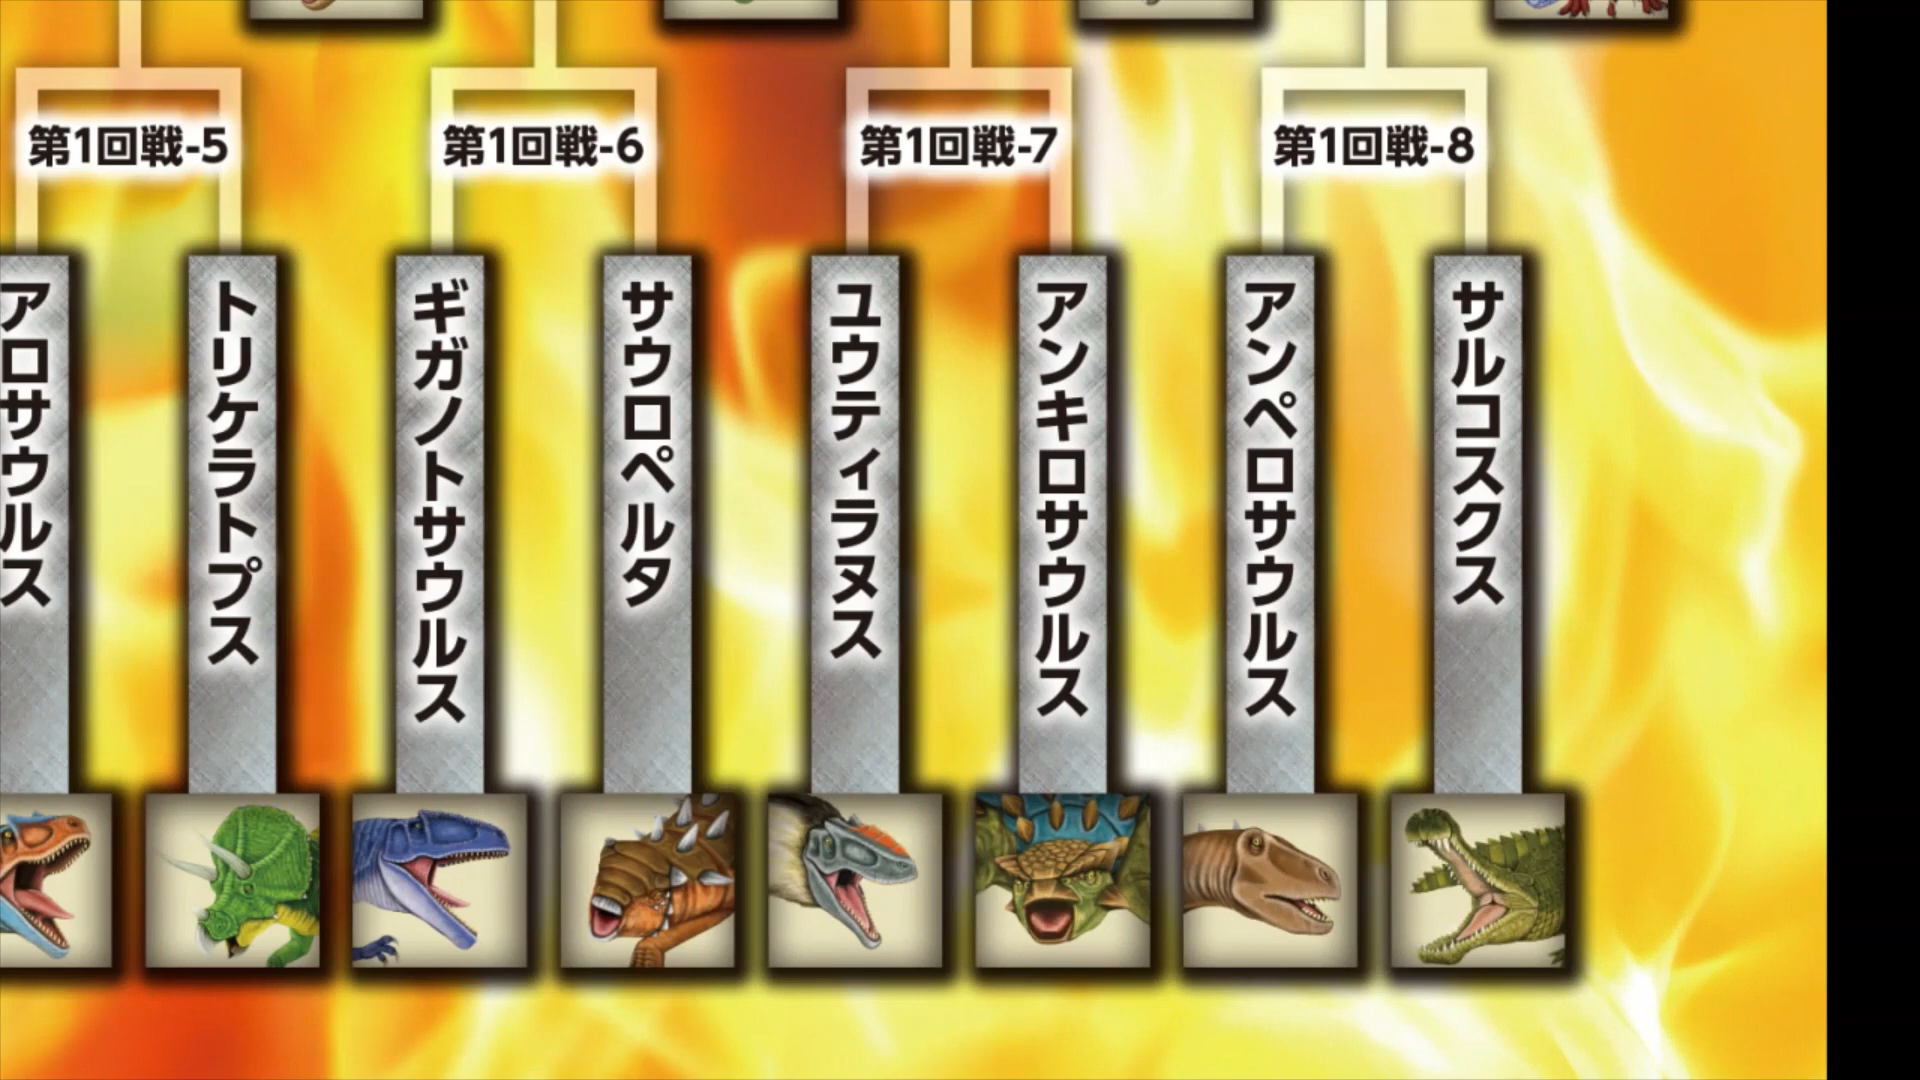 第1回戦-5
第1回戦-6
第1回戦-7
第1回戦-8
アロサウルス
トリケラトプス
ギガノトサウルス
サウロペルタ
ユウティラヌス
アンキロサウルス
アンペロサウルス
サルコスクス